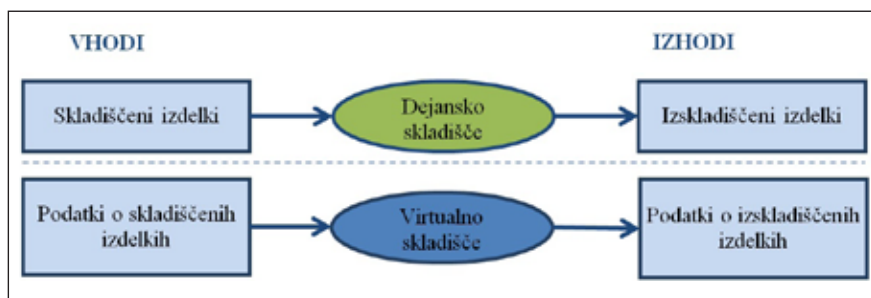 VHODI
IZHODI
Skladiščeni izdelki
Dejansko
skladišče
Izskladiščeni izdelki
Podatki o skladiščenih
izdelkih
Virtualno
skladišče
Podatki o izskladiščenih
izdelkih